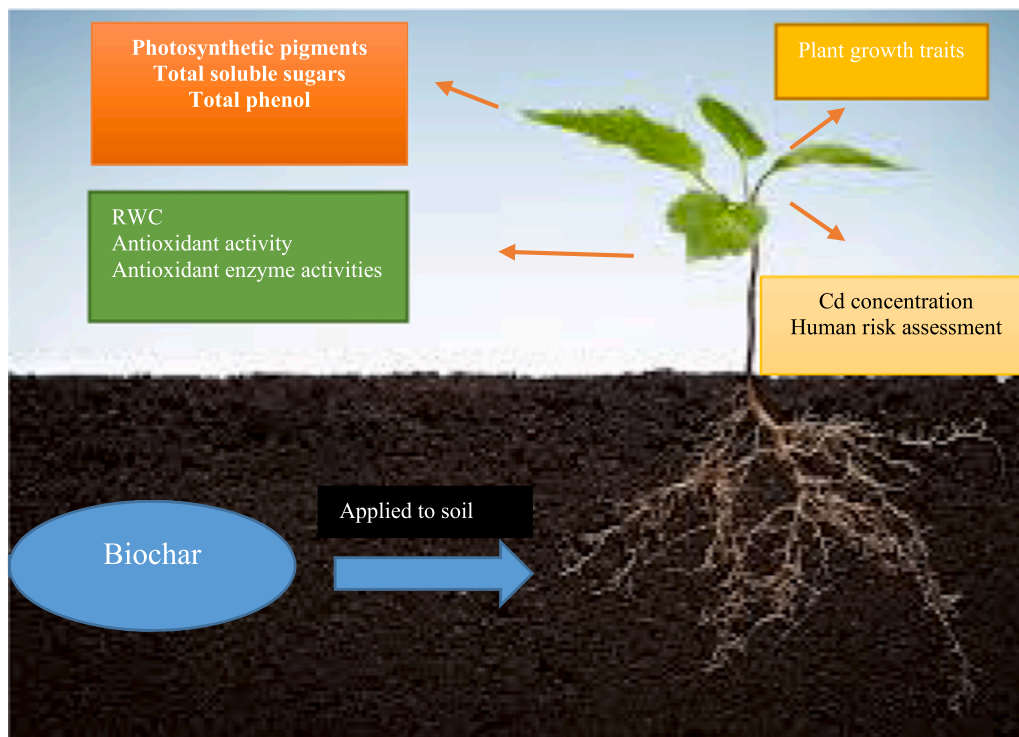 Photosynthetic pigments
Total soluble sugars
Total phenol
Plant growth traits
RWC
Antioxidant activity
Antioxidant enzyme activities
Cd concentration
Human risk assessment
Applied to soil
Biochar